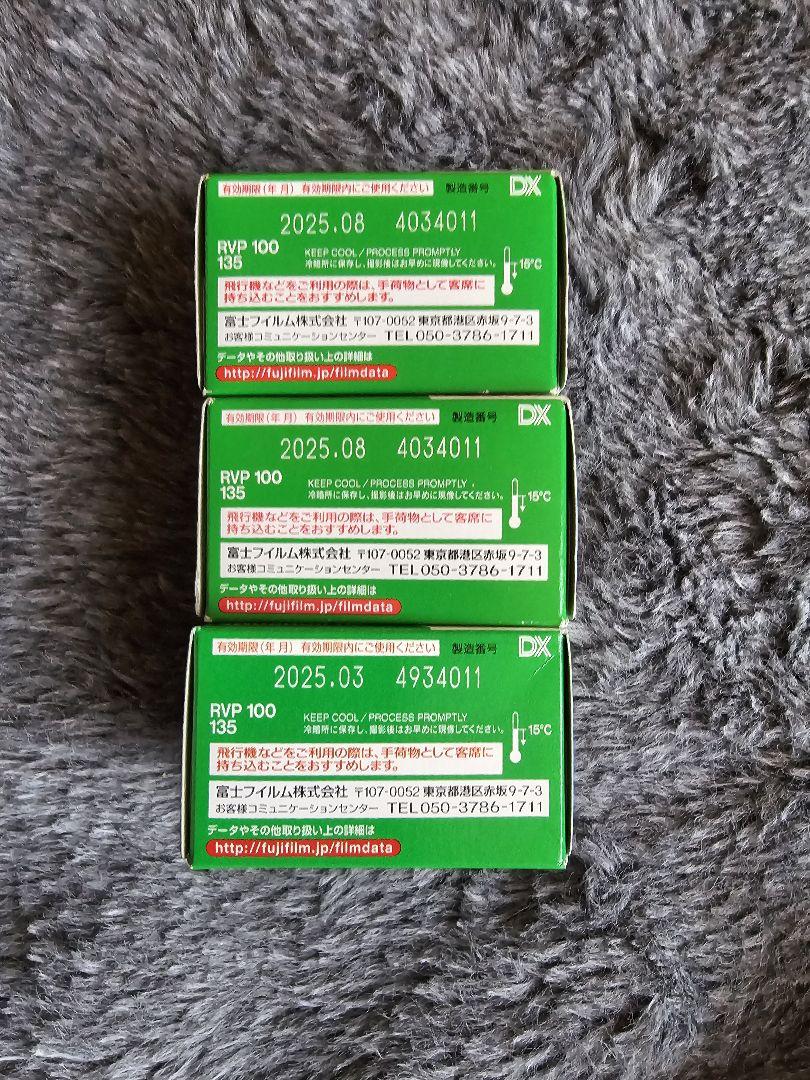 有効期限(年月) 有効期限内にご使用ください 製造番号 DX
2025.08 4034011
RVP 100
135
KEEP COOL/PROCESS PROMPTLY
冷暗所に保存し、撮影後はお早めに現像してください。
15°C
飛行機などをご利用の際は、手荷物として客席に
持ち込むことをおすすめします。
富士フイルム株式会社 〒107-0052 東京都港区赤坂9-7-3
お客様コミュニケーションセンター TEL050-3786-1711
データやその他取り扱い上の詳細は
http://fujifilm.jp/filmdata
有効期限(年月) 有効期限内にご使用ください 製造番号 DX
2025.08 4034011
RVP 100
135
KEEP COOL/PROCESS PROMPTLY
冷暗所に保存し、撮影後はお早めに現像してください。
15°C
飛行機などをご利用の際は、手荷物として客席に
持ち込むことをおすすめします。
富士フイルム株式会社 〒107-0052 東京都港区赤坂9-7-3
お客様コミュニケーションセンター TEL050-3786-1711
データやその他取り扱い上の詳細は
http://fujifilm.jp/filmdata
有効期限(年月) 有効期限内にご使用ください 製造番号 DX
2025.03 4934011
RVP 100
135
KEEP COOL/PROCESS PROMPTLY
冷暗所に保存し、撮影後はお早めに現像してください。
15°C
飛行機などをご利用の際は、手荷物として客席に
持ち込むことをおすすめします。
富士フイルム株式会社 〒107-0052 東京都港区赤坂9-7-3
お客様コミュニケーションセンター TEL050-3786-1711
データやその他取り扱い上の詳細は
http://fujifilm.jp/filmdata